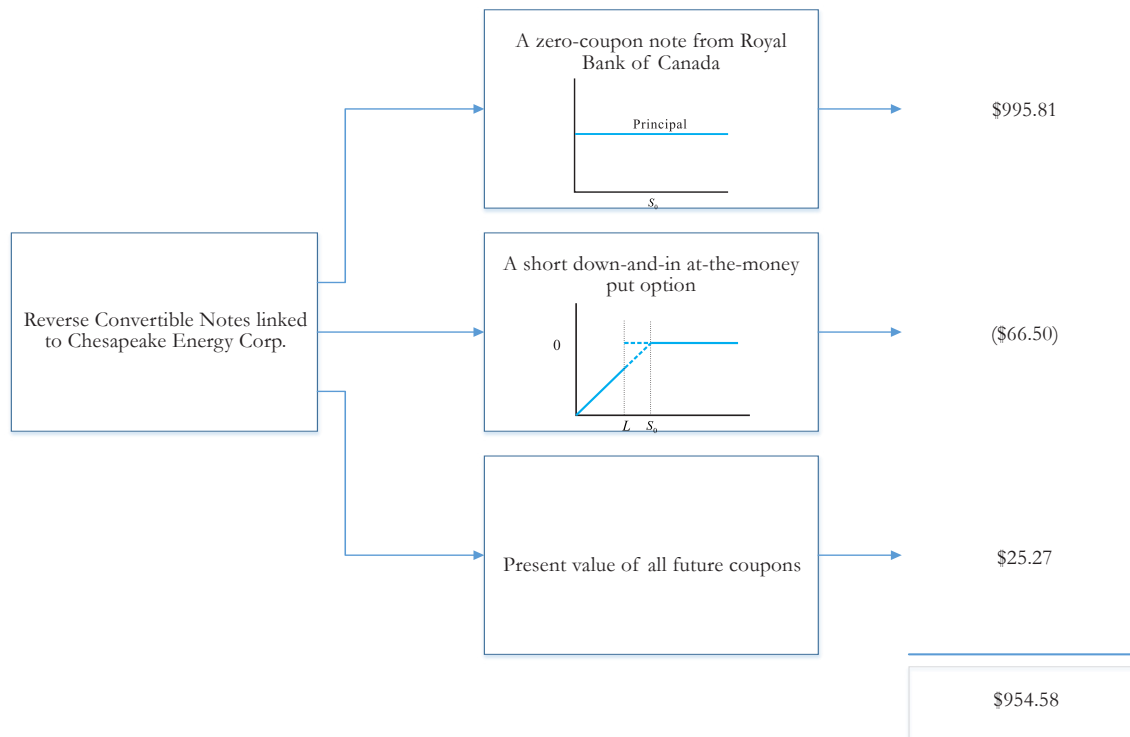 A zero-coupon note from Royal
Bank of Canada
Principal
S₀
$995.81
Reverse Convertible Notes linked
to Chesapeake Energy Corp.
A short down-and-in at-the-money
put option
0
L S₀
($66.50)
Present value of all future coupons
$25.27
$954.58